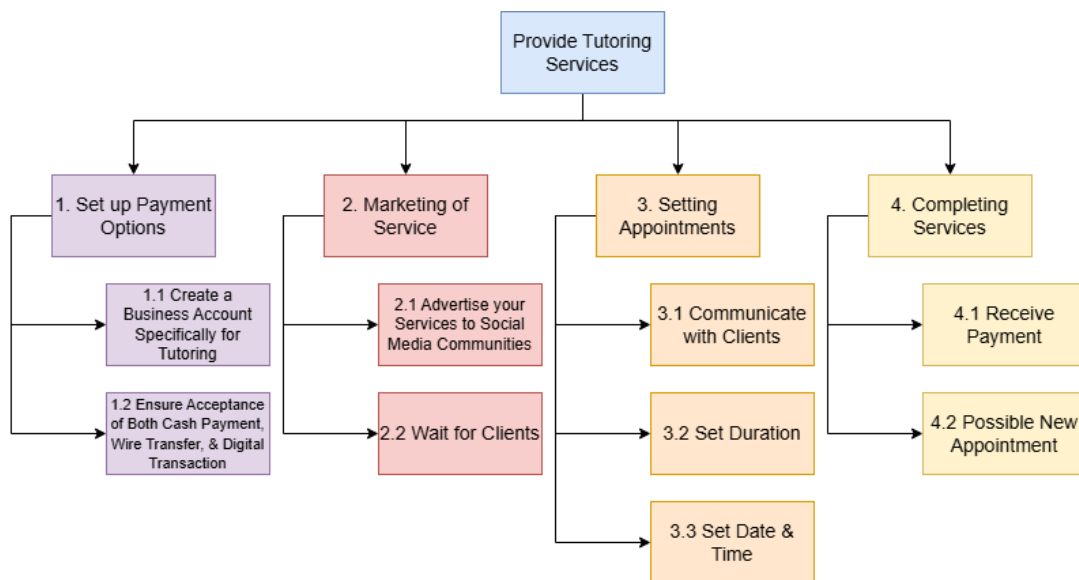 Provide Tutoring
Services
1. Set up Payment
Options
2. Marketing of
Service
3. Setting
Appointments
4. Completing
Services
1.1 Create a
Business Account
Specifically for
Tutoring
2.1 Advertise your
Services to Social
Media Communities
3.1 Communicate
with Clients
4.1 Receive
Payment
1.2 Ensure Acceptance
of Both Cash Payment,
Wire Transfer, & Digital
Transaction
2.2 Wait for Clients
3.2 Set Duration
4.2 Possible New
Appointment
3.3 Set Date &
Time